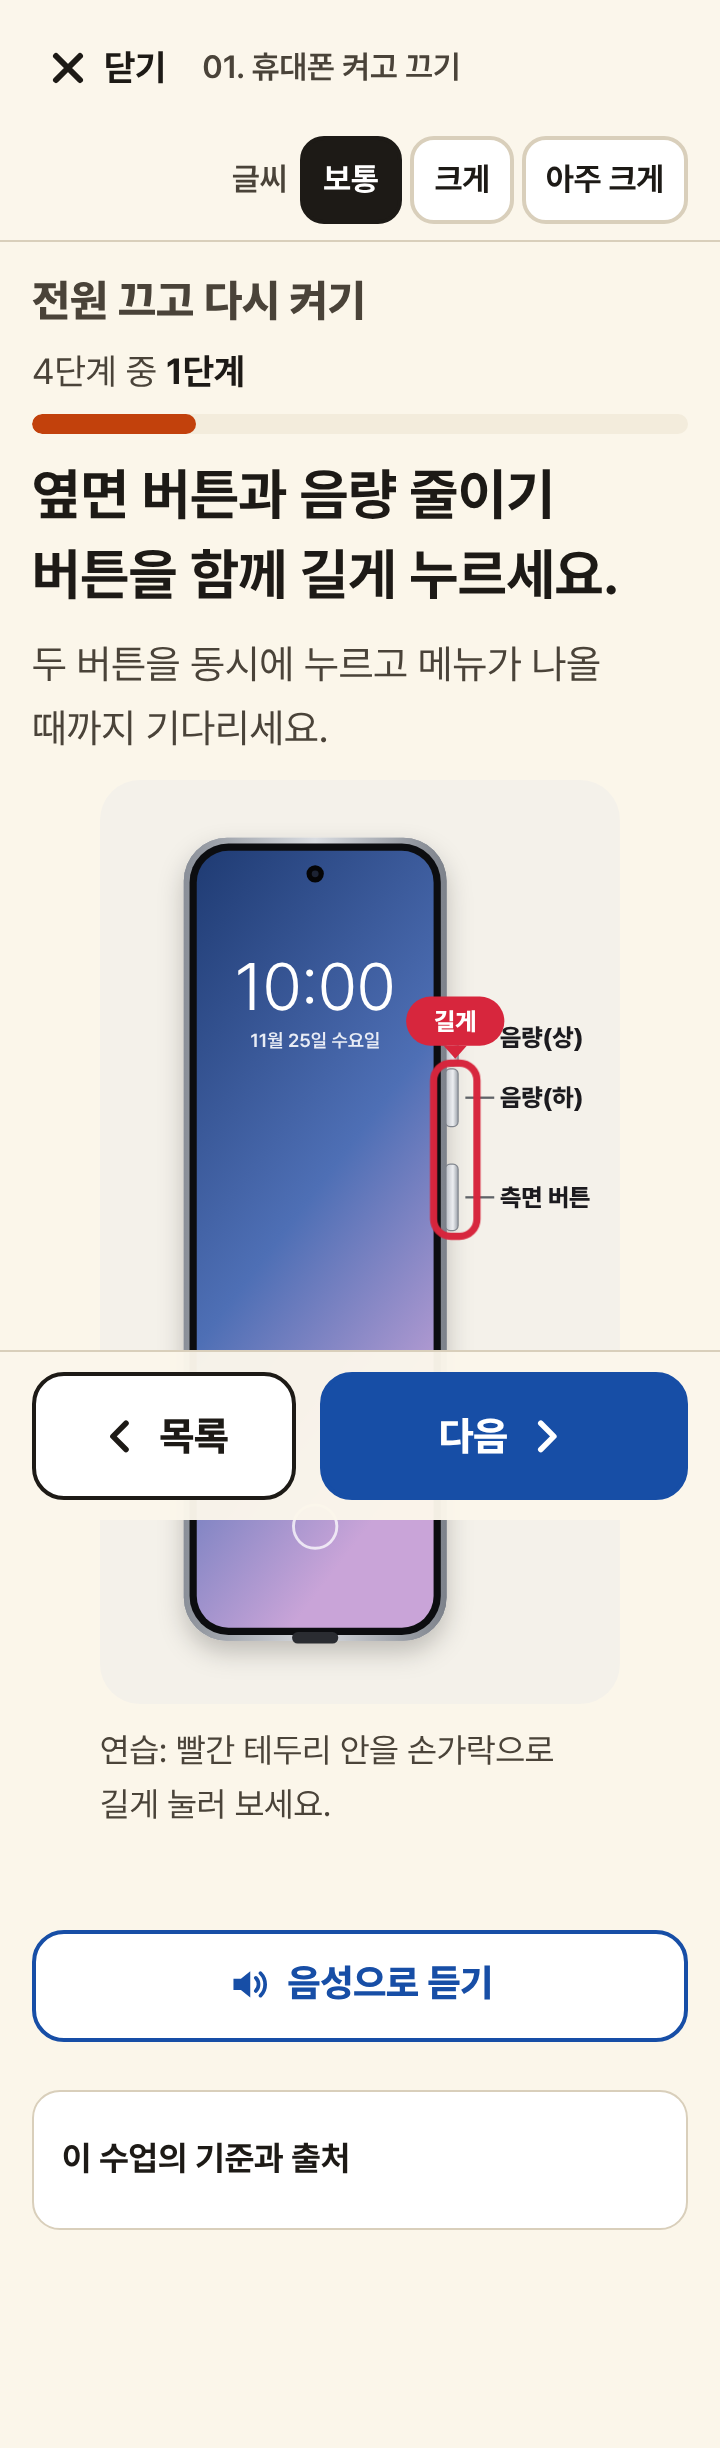 닫기 01. 휴대폰 켜고 끄기
글씨 보통 크게 아주 크게
전원 끄고 다시 켜기
4단계 중 1단계
옆면 버튼과 음량 줄이기
버튼을 함께 길게 누르세요.
두 버튼을 동시에 누르고 메뉴가 나올
때까지 기다리세요.
10:00
11월 25일 수요일
길게
음량(상)
음량(하)
측면 버튼
목록 다음
연습: 빨간 테두리 안을 손가락으로
길게 눌러 보세요.
음성으로 듣기
이 수업의 기준과 출처